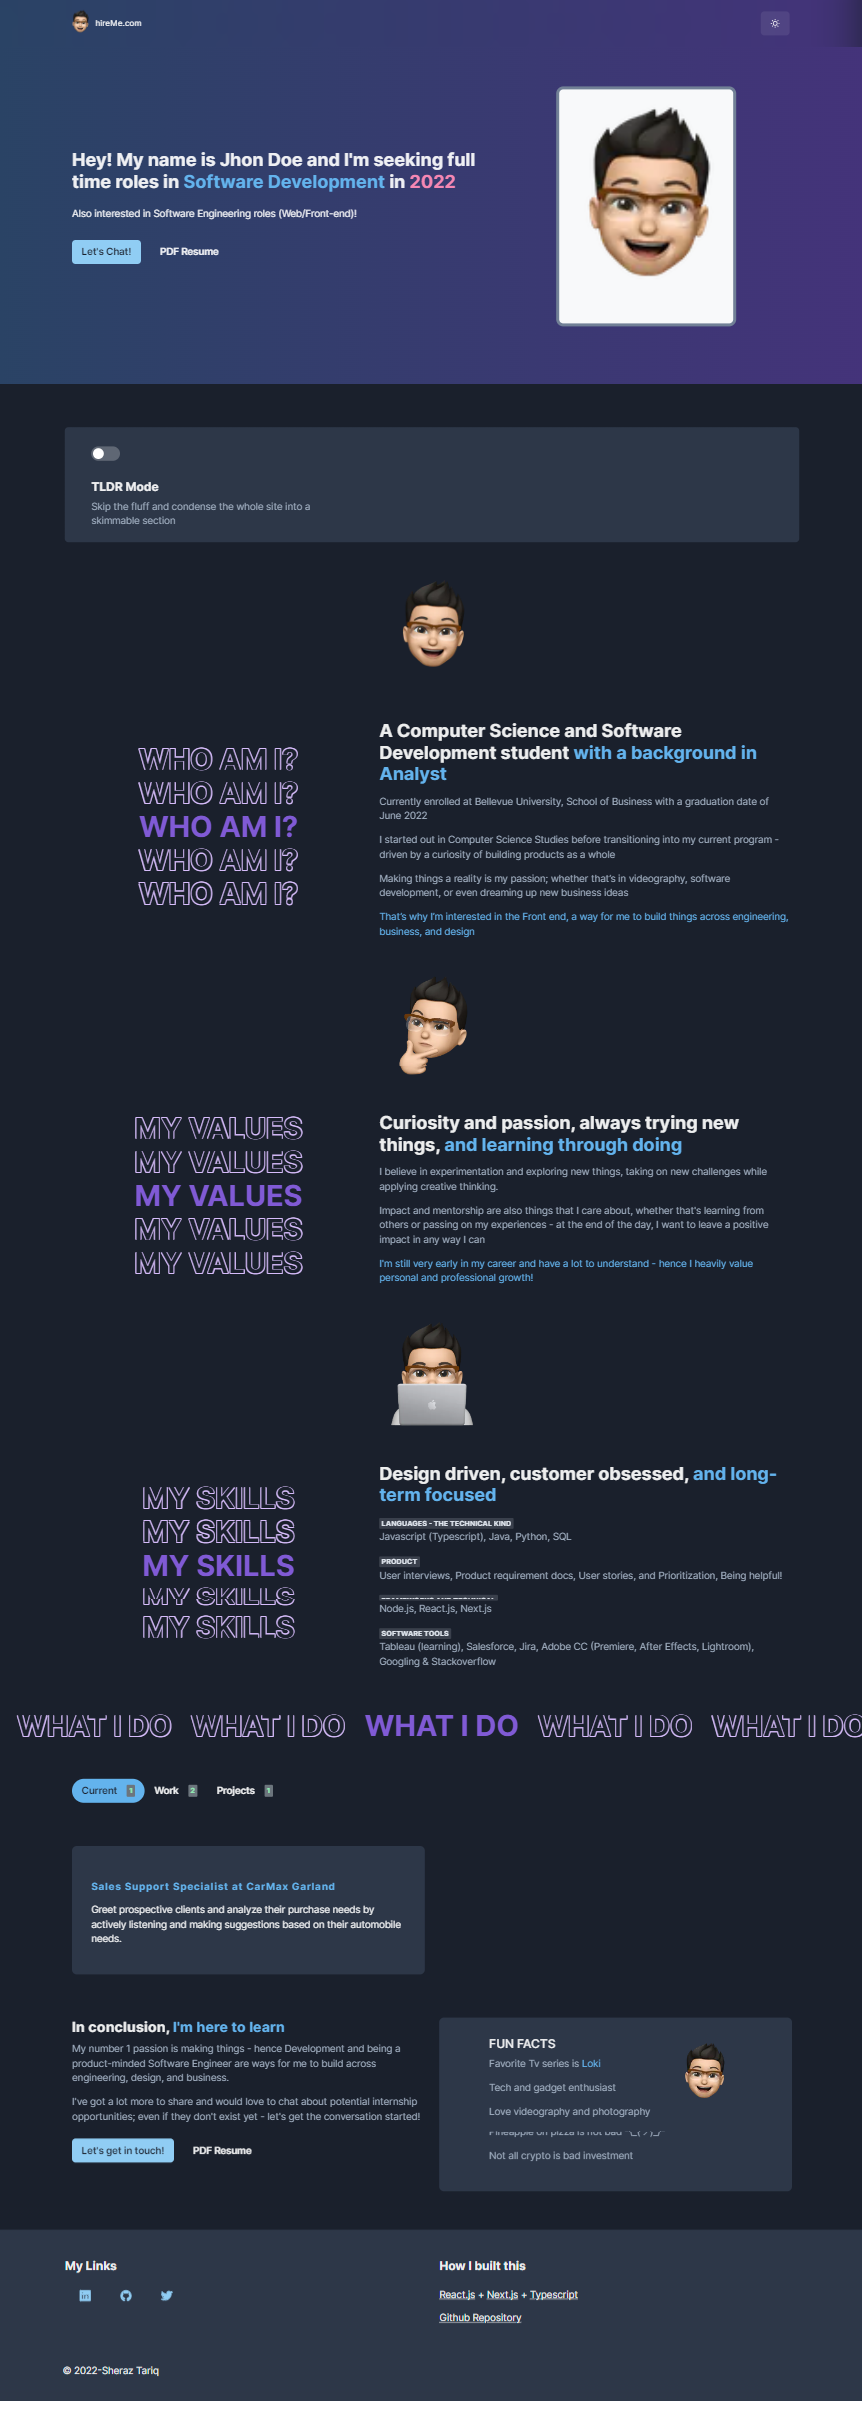 hireMe.com
Hey! My name is Jhon Doe and I'm seeking full
time roles in Software Development in 2022
Also interested in Software Engineering roles (Web/Front-end)!
Let's Chat!
PDF Resume
TLDR Mode
Skip the fluff and condense the whole site into a
skimmable section
WHO AM I?
WHO AM I?
WHO AM I?
WHO AM I?
WHO AM I?
A Computer Science and Software
Development student with a background in
Analyst
Currently enrolled at Bellevue University, School of Business with a graduation date of
June 2022
I started out in Computer Science Studies before transitioning into my current program -
driven by a curiosity of building products as a whole
Making things a reality is my passion; whether that's in videography, software
development, or even dreaming up new business ideas
That's why I'm interested in the Front end, a way for me to build things across engineering,
business, and design
MY VALUES
MY VALUES
MY VALUES
MY VALUES
MY VALUES
Curiosity and passion, always trying new
things, and learning through doing
I believe in experimentation and exploring new things, taking on new challenges while
applying creative thinking.
Impact and mentorship are also things that I care about, whether that's learning from
others or passing on my experiences - at the end of the day, I want to leave a positive
impact in any way I can
I'm still very early in my career and have a lot to understand - hence I heavily value
personal and professional growth!
MY SKILLS
MY SKILLS
MY SKILLS
MY SKILLS
MY SKILLS
Design driven, customer obsessed, and long-
term focused
LANGUAGES - THE TECHNICAL KIND
Javascript (Typescript), Java, Python, SQL
PRODUCT
User interviews, Product requirement docs, User stories, and Prioritization, Being helpful!
Node.js, React.js, Next.js
SOFTWARE TOOLS
Tableau (learning), Salesforce, Jira, Adobe CC (Premiere, After Effects, Lightroom),
Googling & Stackoverflow
WHAT I DO WHAT I DO WHAT I DO WHAT I DO WHAT I DO
Current 1 Work 2 Projects 1
Sales Support Specialist at CarMax Garland
Greet prospective clients and analyze their purchase needs by
actively listening and making suggestions based on their automobile
needs.
In conclusion, I'm here to learn
My number 1 passion is making things - hence Development and being a
product-minded Software Engineer are ways for me to build across
engineering, design, and business.
I've got a lot more to share and would love to chat about potential internship
opportunities; even if they don't exist yet - let's get the conversation started!
Let's get in touch!
PDF Resume
FUN FACTS
Favorite Tv series is Loki
Tech and gadget enthusiast
Love videography and photography
Pineapple on pizza is not bad
Not all crypto is bad investment
My Links
How I built this
React.js + Next.js + Typescript
Github Repository
© 2022-Sheraz Tariq